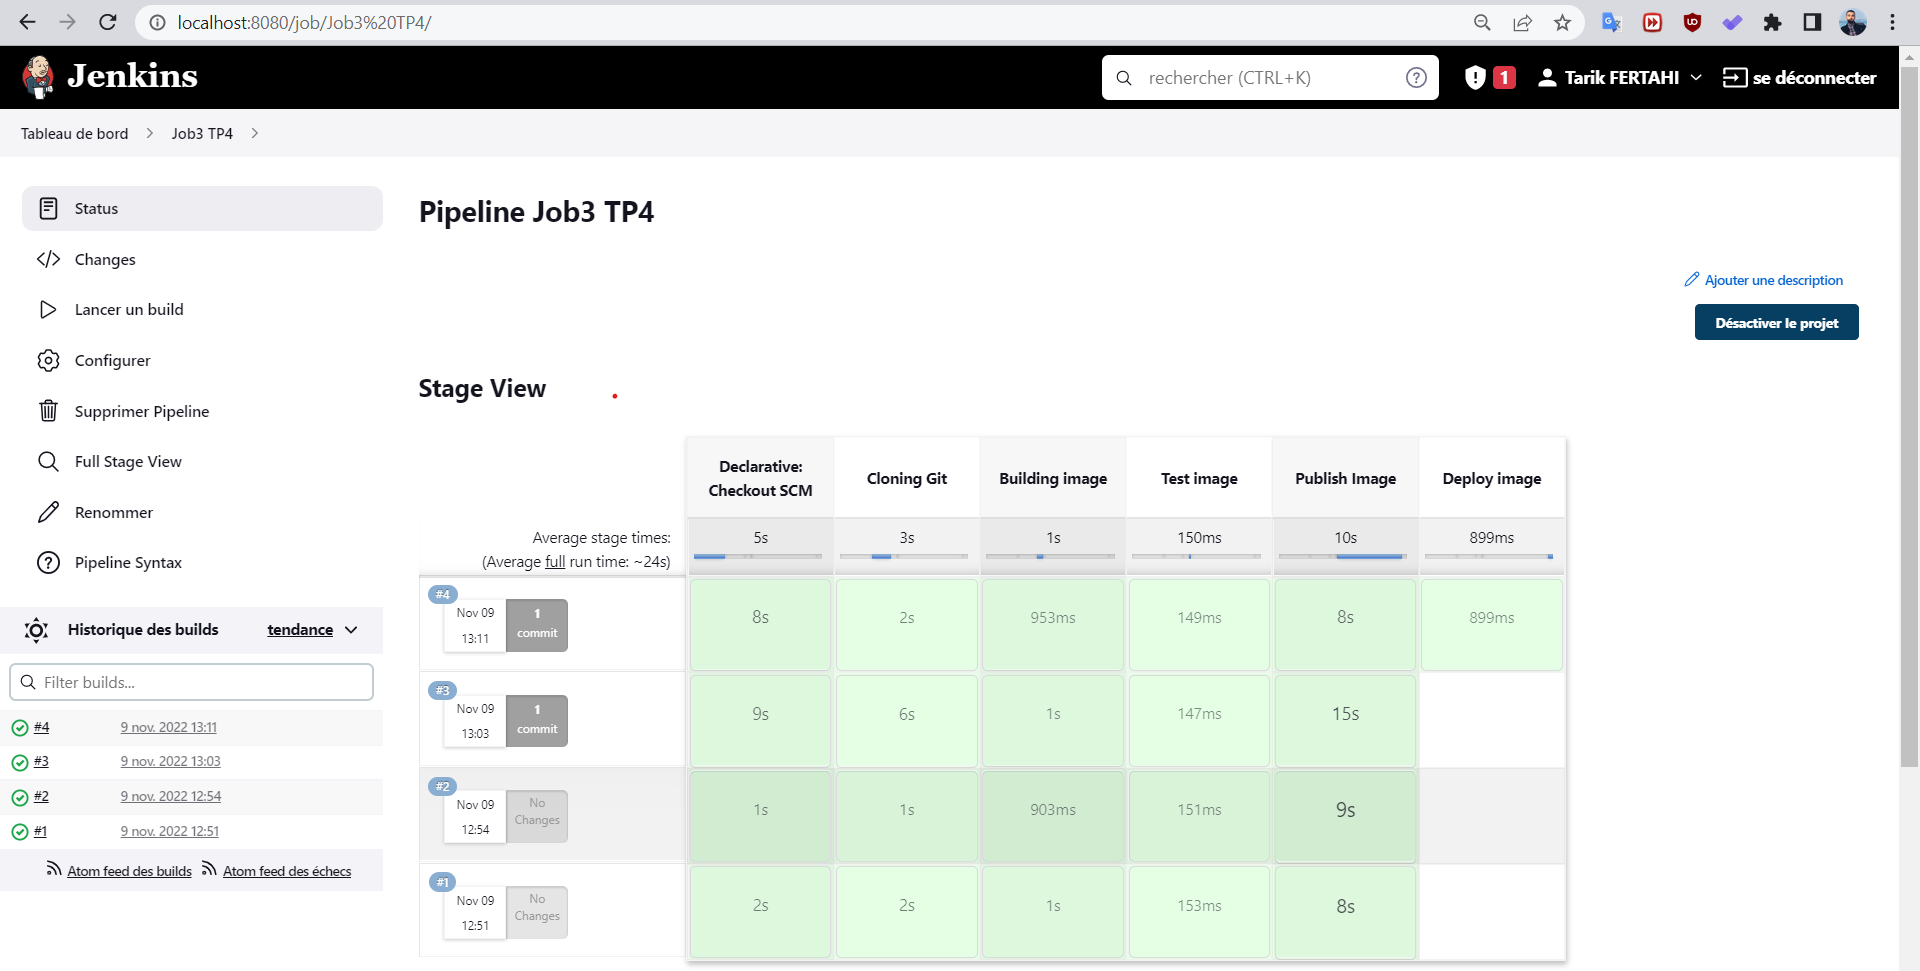 localhost:8080/job/Job3%20TP4/
Jenkins
rechercher (CTRL+K)
1
Tarik FERTAHI
se déconnecter
Tableau de bord
Job3 TP4
Status
Changes
Lancer un build
Configurer
Supprimer Pipeline
Full Stage View
Renommer
Pipeline Syntax
Historique des builds
tendance
Filter builds...
#4 9 nov. 2022 13:11
#3 9 nov. 2022 13:03
#2 9 nov. 2022 12:54
#1 9 nov. 2022 12:51
Atom feed des builds Atom feed des échecs
Pipeline Job3 TP4
Ajouter une description
Désactiver le projet
Stage View
Declarative:
Checkout SCM
Cloning Git
Building image
Test image
Publish Image
Deploy image
Average stage times:
(Average full run time: ~24s)
5s 3s 1s 150ms 10s 899ms
#4
Nov 09
13:11
1
commit
8s 2s 953ms 149ms 8s 899ms
#3
Nov 09
13:03
1
commit
9s 6s 1s 147ms 15s
#2
Nov 09
12:54
No
Changes
1s 1s 903ms 151ms 9s
#1
Nov 09
12:51
No
Changes
2s 2s 1s 153ms 8s